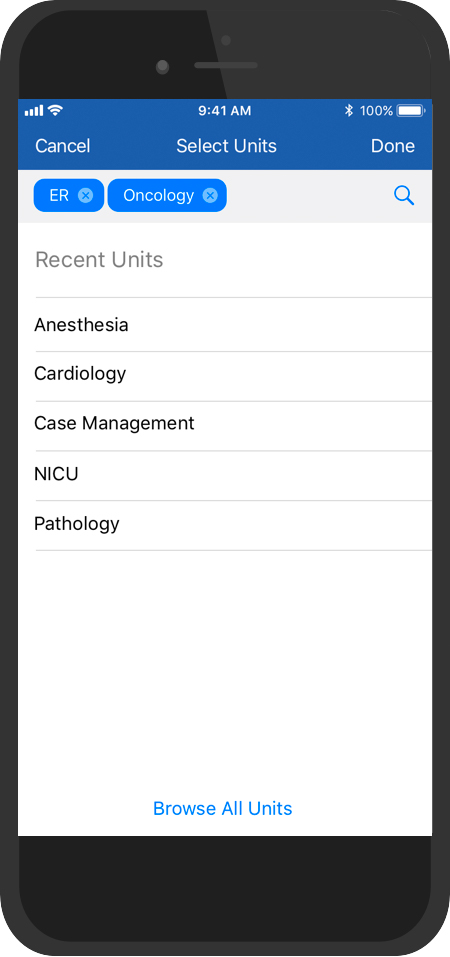 9:41 AM 100%
Cancel Select Units Done
ER Oncology
Recent Units
Anesthesia
Cardiology
Case Management
NICU
Pathology
Browse All Units